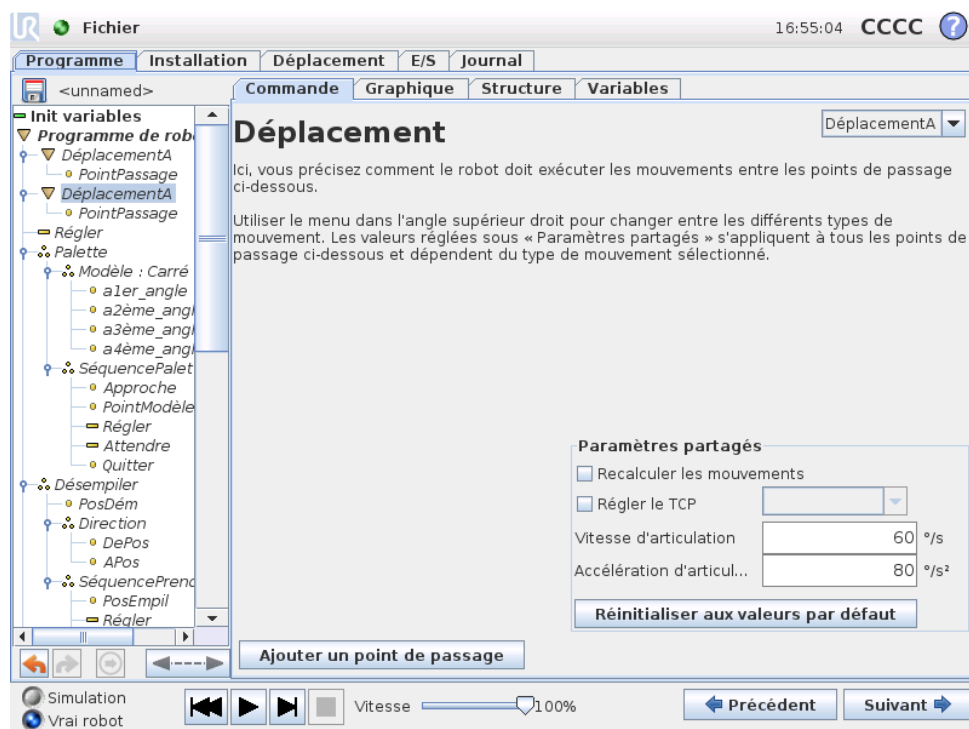 UR Fichier 16:55:04 CCCC ?
Programme Installation Déplacement E/S Journal
<unnamed>
Commande Graphique Structure Variables
Init variables
Programme de rob
DéplacementA
PointPassage
DéplacementA
PointPassage
Régler
Palette
Modèle : Carré
a1er_angle
a2ème_angl
a3ème_angl
a4ème_angl
SéquencePalet
Approche
PointModèle
Régler
Attendre
Quitter
Désempiler
PosDém
Direction
DePos
APos
SéquencePrend
PosEmpil
Régler
Déplacement
DéplacementA
Ici, vous précisez comment le robot doit exécuter les mouvements entre les points de passage
ci-dessous.
Utiliser le menu dans l'angle supérieur droit pour changer entre les différents types de
mouvement. Les valeurs réglées sous « Paramètres partagés » s'appliquent à tous les points de
passage ci-dessous et dépendent du type de mouvement sélectionné.
Paramètres partagés
Recalculer les mouvements
Régler le TCP
Vitesse d'articulation 60 °/s
Accélération d'articul... 80 °/s²
Réinitialiser aux valeurs par défaut
Ajouter un point de passage
Simulation
Vrai robot
Vitesse 100%
Précédent Suivant